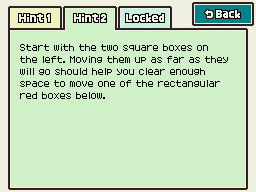 Hint 1 Hint 2 Locked Back
Start with the two square boxes on
the left. Moving them up as far as they
will go should help you clear enough
space to move one of the rectangular
red boxes below.